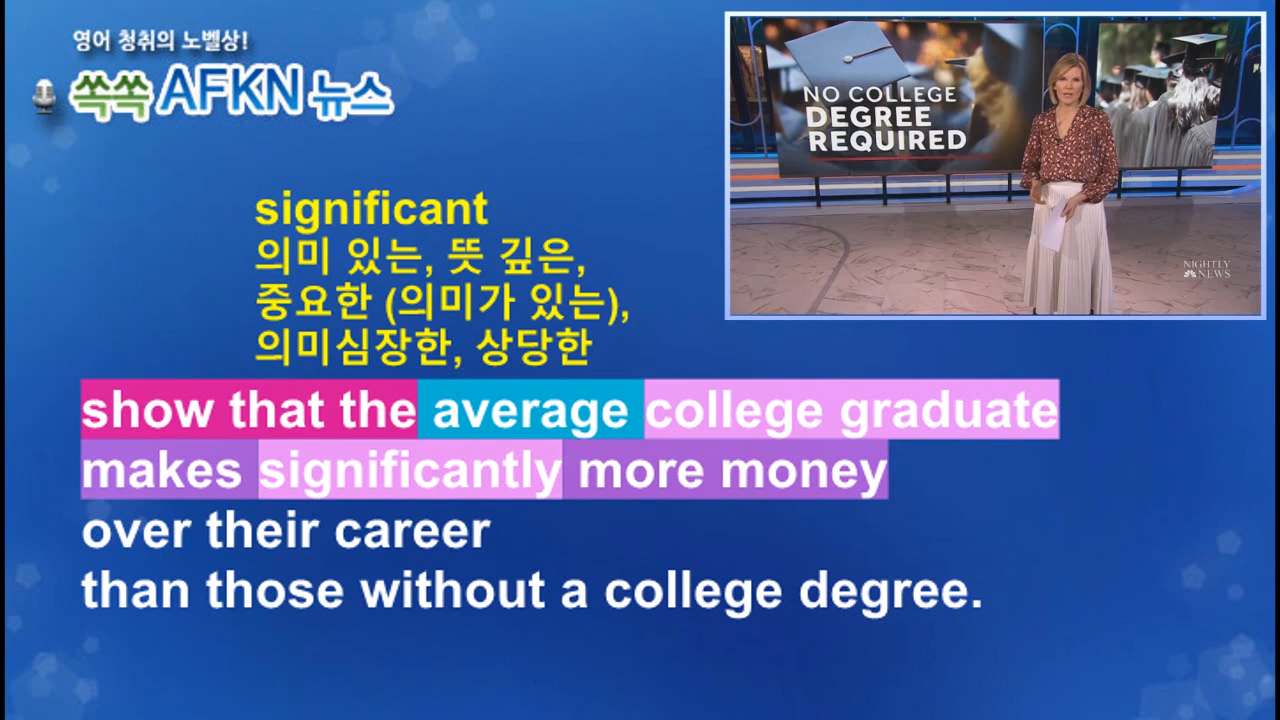 영어 청취의 노벨상!
쏙쏙 AFKN 뉴스
NO COLLEGE
DEGREE
REQUIRED
NIGHTLY
NEWS
significant
의미 있는, 뜻 깊은,
중요한 (의미가 있는),
의미심장한, 상당한
show that the average college graduate
makes significantly more money
over their career
than those without a college degree.